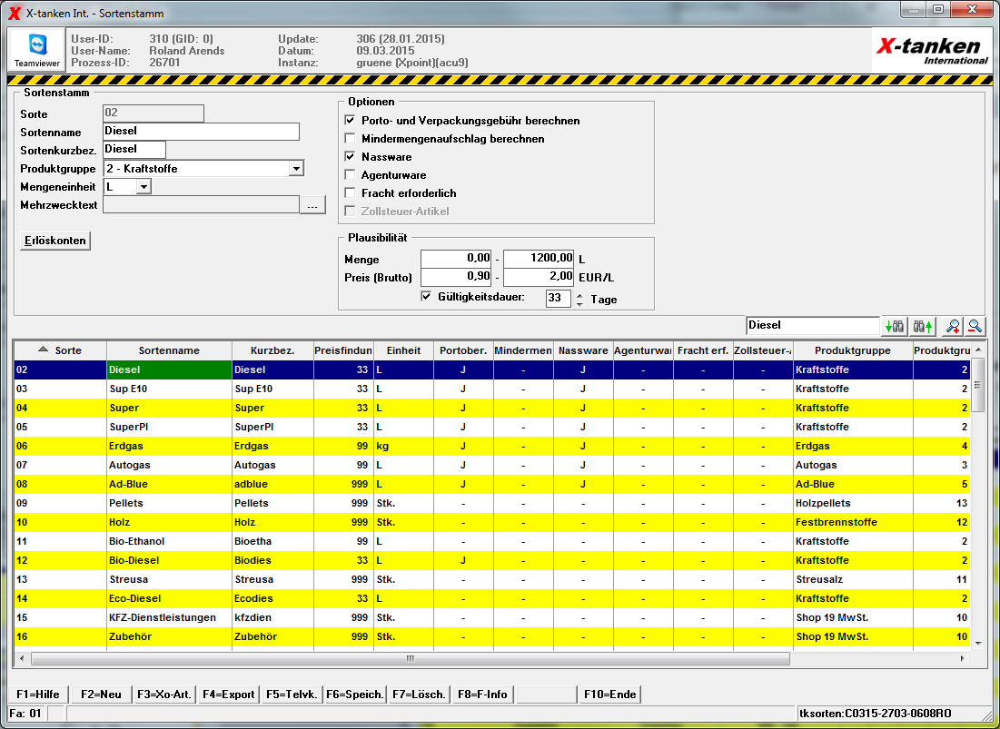 X-tanken Int. - Sortenstamm
Teamviewer
User-ID: 310 (GID: 0) Update: 306 (28.01.2015)
User-Name: Roland Arends Datum: 09.03.2015
Prozess-ID: 26701 Instanz: gruene (Xpoint)(acu9)
X-tanken
International
Sortenstamm
Sorte 02
Sortenname Diesel
Sortenkurzbez. Diesel
Produktgruppe 2 - Kraftstoffe
Mengeneinheit L
Mehrzwecktext ...
Erlöskonten
Optionen
Porto- und Verpackungsgebühr berechnen
Mindermengenaufschlag berechnen
Nassware
Agenturware
Fracht erforderlich
Zollsteuer-Artikel
Plausibilität
Menge 0,00 - 1200,00 L
Preis (Brutto) 0,90 - 2,00 EUR/L
Gültigkeitsdauer: 33 Tage
Diesel
Sorte Sortenname Kurzbez. Preisfindun Einheit Portober. Mindermen Nassware Agenturwar Fracht erf. Zollsteuer-A Produktgruppe Produktgru
02 Diesel Diesel 33 L J - J - - - Kraftstoffe 2
03 Sup E10 Sup E10 33 L J - J - - - Kraftstoffe 2
04 Super Super 33 L J - J - - - Kraftstoffe 2
05 SuperPl SuperPl 33 L J - J - - - Kraftstoffe 2
06 Erdgas Erdgas 99 kg J - J - - - Erdgas 4
07 Autogas Autogas 99 L J - J - - - Autogas 3
08 Ad-Blue adblue 999 L J - J - - - Ad-Blue 5
09 Pellets Pellets 999 Stk. - - - - - - Holzpellets 13
10 Holz Holz 999 Stk. - - - - - - Festbrennstoffe 12
11 Bio-Ethanol Bioetha 99 L - - - - - - Kraftstoffe 2
12 Bio-Diesel Biodies 33 L J - - - - - Kraftstoffe 2
13 Streusa Streusa 999 Stk. - - - - - - Streusalz 11
14 Eco-Diesel Ecodies 33 L - - - - - - Kraftstoffe 2
15 KFZ-Dienstleistungen kfzdien 999 Stk. - - - - - - Shop 19 MwSt. 10
16 Zubehör Zubehör 999 Stk. - - - - - - Shop 19 MwSt. 10
F1=Hilfe F2=Neu F3=Xo-Art. F4=Export F5=Telvk. F6=Speich. F7=Lösch. F8=F-Info F10=Ende
Fa: 01 tksorten:C0315-2703-0608RO